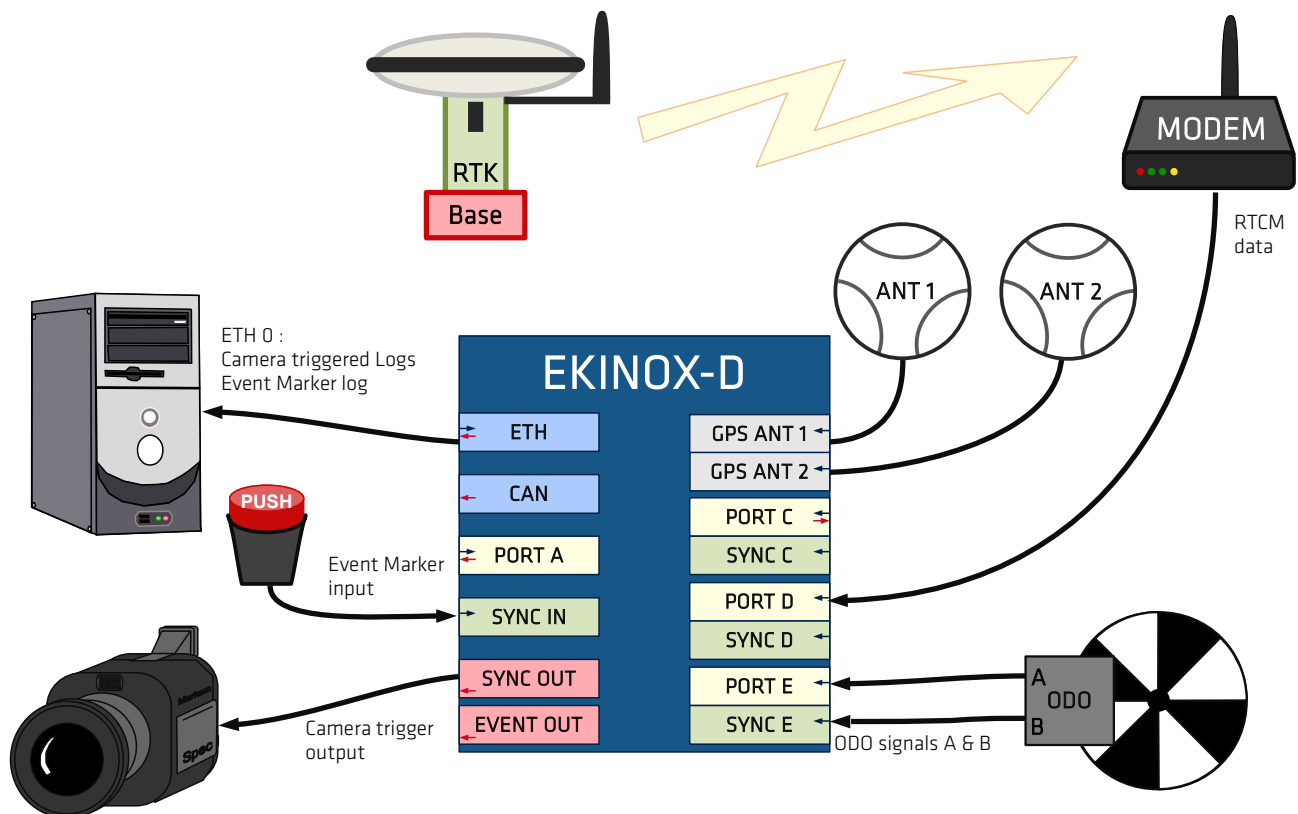 RTK
Base
MODEM
RTCM
data
ANT 1
ANT 2
ETH 0 :
Camera triggered Logs
Event Marker log
EKINOX-D
ETH
CAN
PORT A
SYNC IN
SYNC OUT
EVENT OUT
GPS ANT 1
GPS ANT 2
PORT C
SYNC C
PORT D
SYNC D
PORT E
SYNC E
PUSH
Event Marker
input
Camera trigger
output
Spec
A
ODO
B
ODO signals A & B